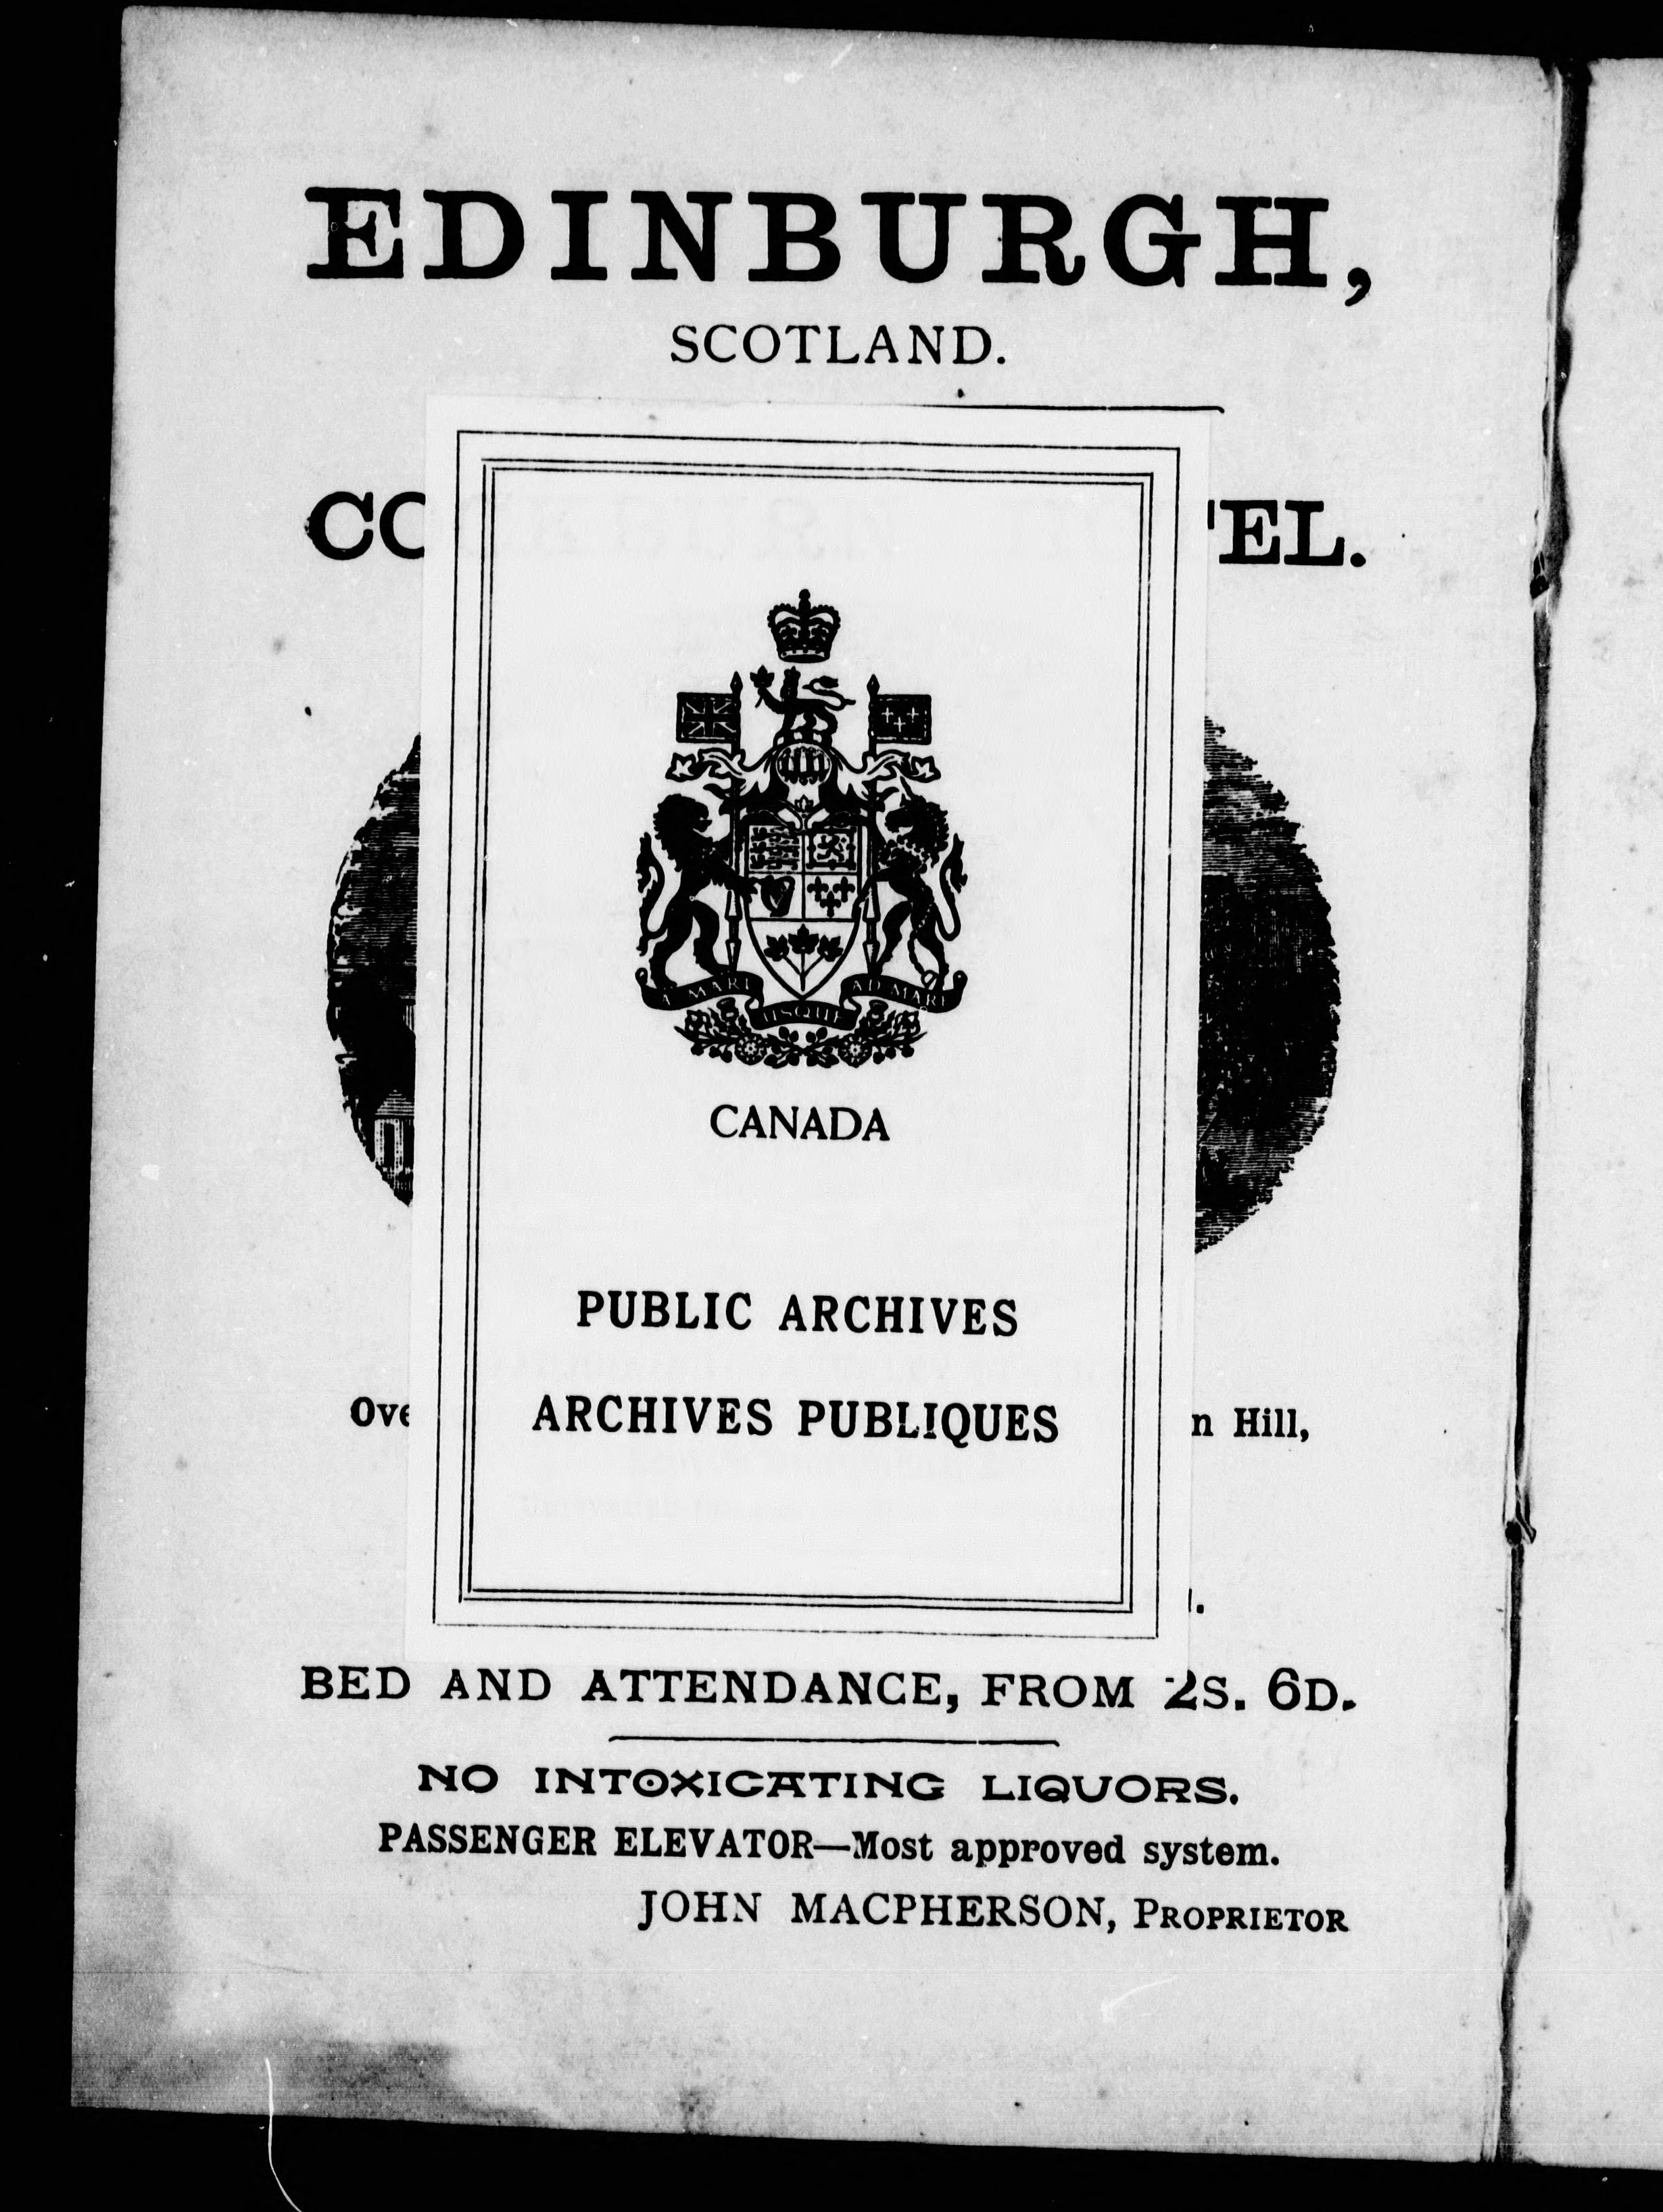 EDINBURGH,
SCOTLAND.
CO
EL.
A MARI USQUE AD MARE
CANADA
PUBLIC ARCHIVES
ARCHIVES PUBLIQUES
Ove
n Hill,
BED AND ATTENDANCE, FROM 2S. 6D.
NO INTOXICATING LIQUORS.
PASSENGER ELEVATOR—Most approved system.
JOHN MACPHERSON, PROPRIETOR